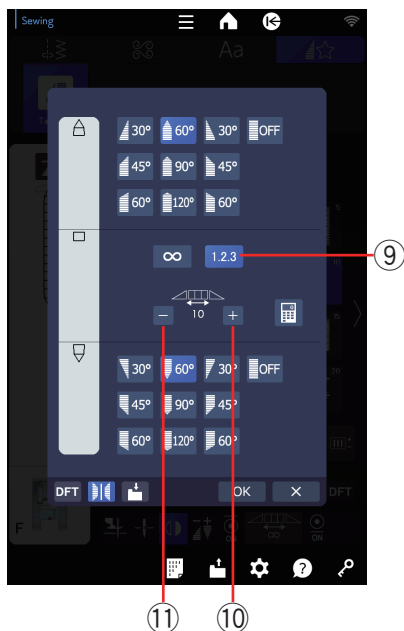 Sewing
Aa
30° 60° 30° OFF
45° 90° 45°
60° 120° 60°
∞ 1.2.3
⑨
− 10 +
30° 60° 30° OFF
45° 90° 45°
60° 120° 60°
DFT OK × DFT
F
∞ ON
?
⑪ ⑩